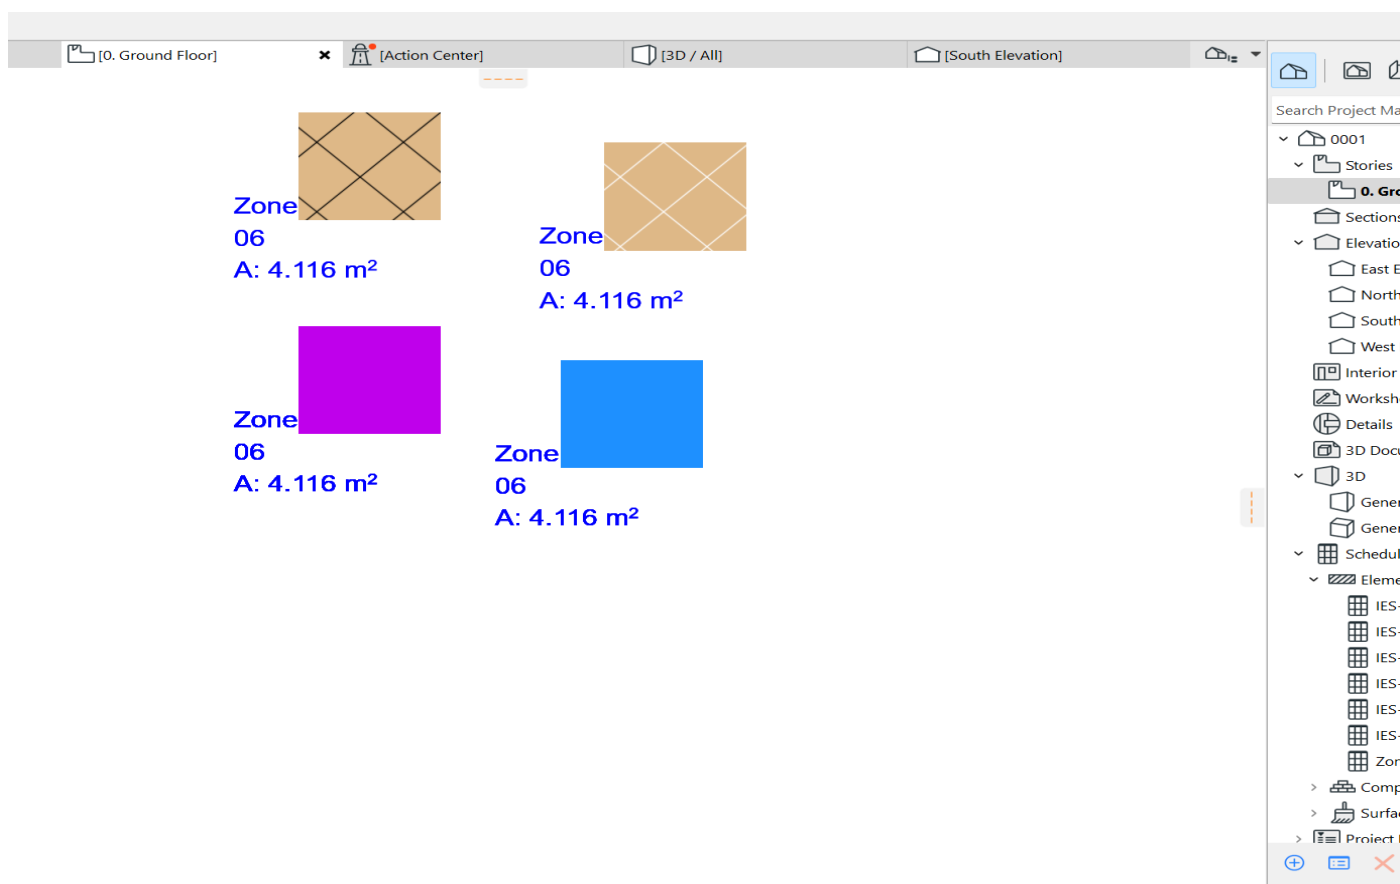 [0. Ground Floor]
[Action Center]
[3D / All]
[South Elevation]
Search Project Ma
0001
Stories
0. Gro
Sections
Elevatio
East E
North
South
West
Interior
Worksh
Details
3D Docu
3D
Gener
Gener
Schedul
Eleme
IES-
IES-
IES-
IES-
IES-
IES-
Zon
Comp
Surfac
Project I
Zone
06
A: 4.116 m²
Zone
06
A: 4.116 m²
Zone
06
A: 4.116 m²
Zone
06
A: 4.116 m²